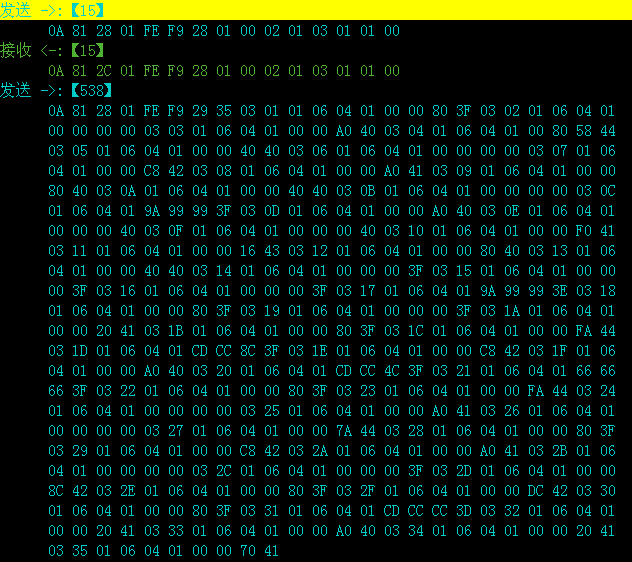 发送 ->:【15】
0A 81 28 01 FE F9 28 01 00 02 01 03 01 01 00
接收 <-:【15】
0A 81 2C 01 FE F9 28 01 00 02 01 03 01 01 00
发送 ->:【538】
0A 81 28 01 FE F9 29 35 03 01 01 06 04 01 00 00 80 3F 03 02 01 06 04 01
00 00 00 00 03 03 01 06 04 01 00 00 A0 40 03 04 01 06 04 01 00 80 58 44
03 05 01 06 04 01 00 00 40 40 03 06 01 06 04 01 00 00 00 00 03 07 01 06
04 01 00 00 C8 42 03 08 01 06 04 01 00 00 A0 41 03 09 01 06 04 01 00 00
80 40 03 0A 01 06 04 01 00 00 40 40 03 0B 01 06 04 01 00 00 00 00 03 0C
01 06 04 01 9A 99 99 3F 03 0D 01 06 04 01 00 00 A0 40 03 0E 01 06 04 01
00 00 00 40 03 0F 01 06 04 01 00 00 00 40 03 10 01 06 04 01 00 00 F0 41
03 11 01 06 04 01 00 00 16 43 03 12 01 06 04 01 00 00 80 40 03 13 01 06
04 01 00 00 40 40 03 14 01 06 04 01 00 00 00 3F 03 15 01 06 04 01 00 00
00 3F 03 16 01 06 04 01 00 00 00 3F 03 17 01 06 04 01 9A 99 99 3E 03 18
01 06 04 01 00 00 80 3F 03 19 01 06 04 01 00 00 00 3F 03 1A 01 06 04 01
00 00 20 41 03 1B 01 06 04 01 00 00 80 3F 03 1C 01 06 04 01 00 00 FA 44
03 1D 01 06 04 01 CD CC 8C 3F 03 1E 01 06 04 01 00 00 C8 42 03 1F 01 06
04 01 00 00 A0 40 03 20 01 06 04 01 CD CC 4C 3F 03 21 01 06 04 01 66 66
66 3F 03 22 01 06 04 01 00 00 80 3F 03 23 01 06 04 01 00 00 FA 44 03 24
01 06 04 01 00 00 00 00 03 25 01 06 04 01 00 00 A0 41 03 26 01 06 04 01
00 00 00 00 03 27 01 06 04 01 00 00 7A 44 03 28 01 06 04 01 00 00 80 3F
03 29 01 06 04 01 00 00 C8 42 03 2A 01 06 04 01 00 00 A0 41 03 2B 01 06
04 01 00 00 00 00 03 2C 01 06 04 01 00 00 00 3F 03 2D 01 06 04 01 00 00
8C 42 03 2E 01 06 04 01 00 00 80 3F 03 2F 01 06 04 01 00 00 DC 42 03 30
01 06 04 01 00 00 80 3F 03 31 01 06 04 01 CD CC CC 3D 03 32 01 06 04 01
00 00 20 41 03 33 01 06 04 01 00 00 A0 40 03 34 01 06 04 01 00 00 20 41
03 35 01 06 04 01 00 00 70 41